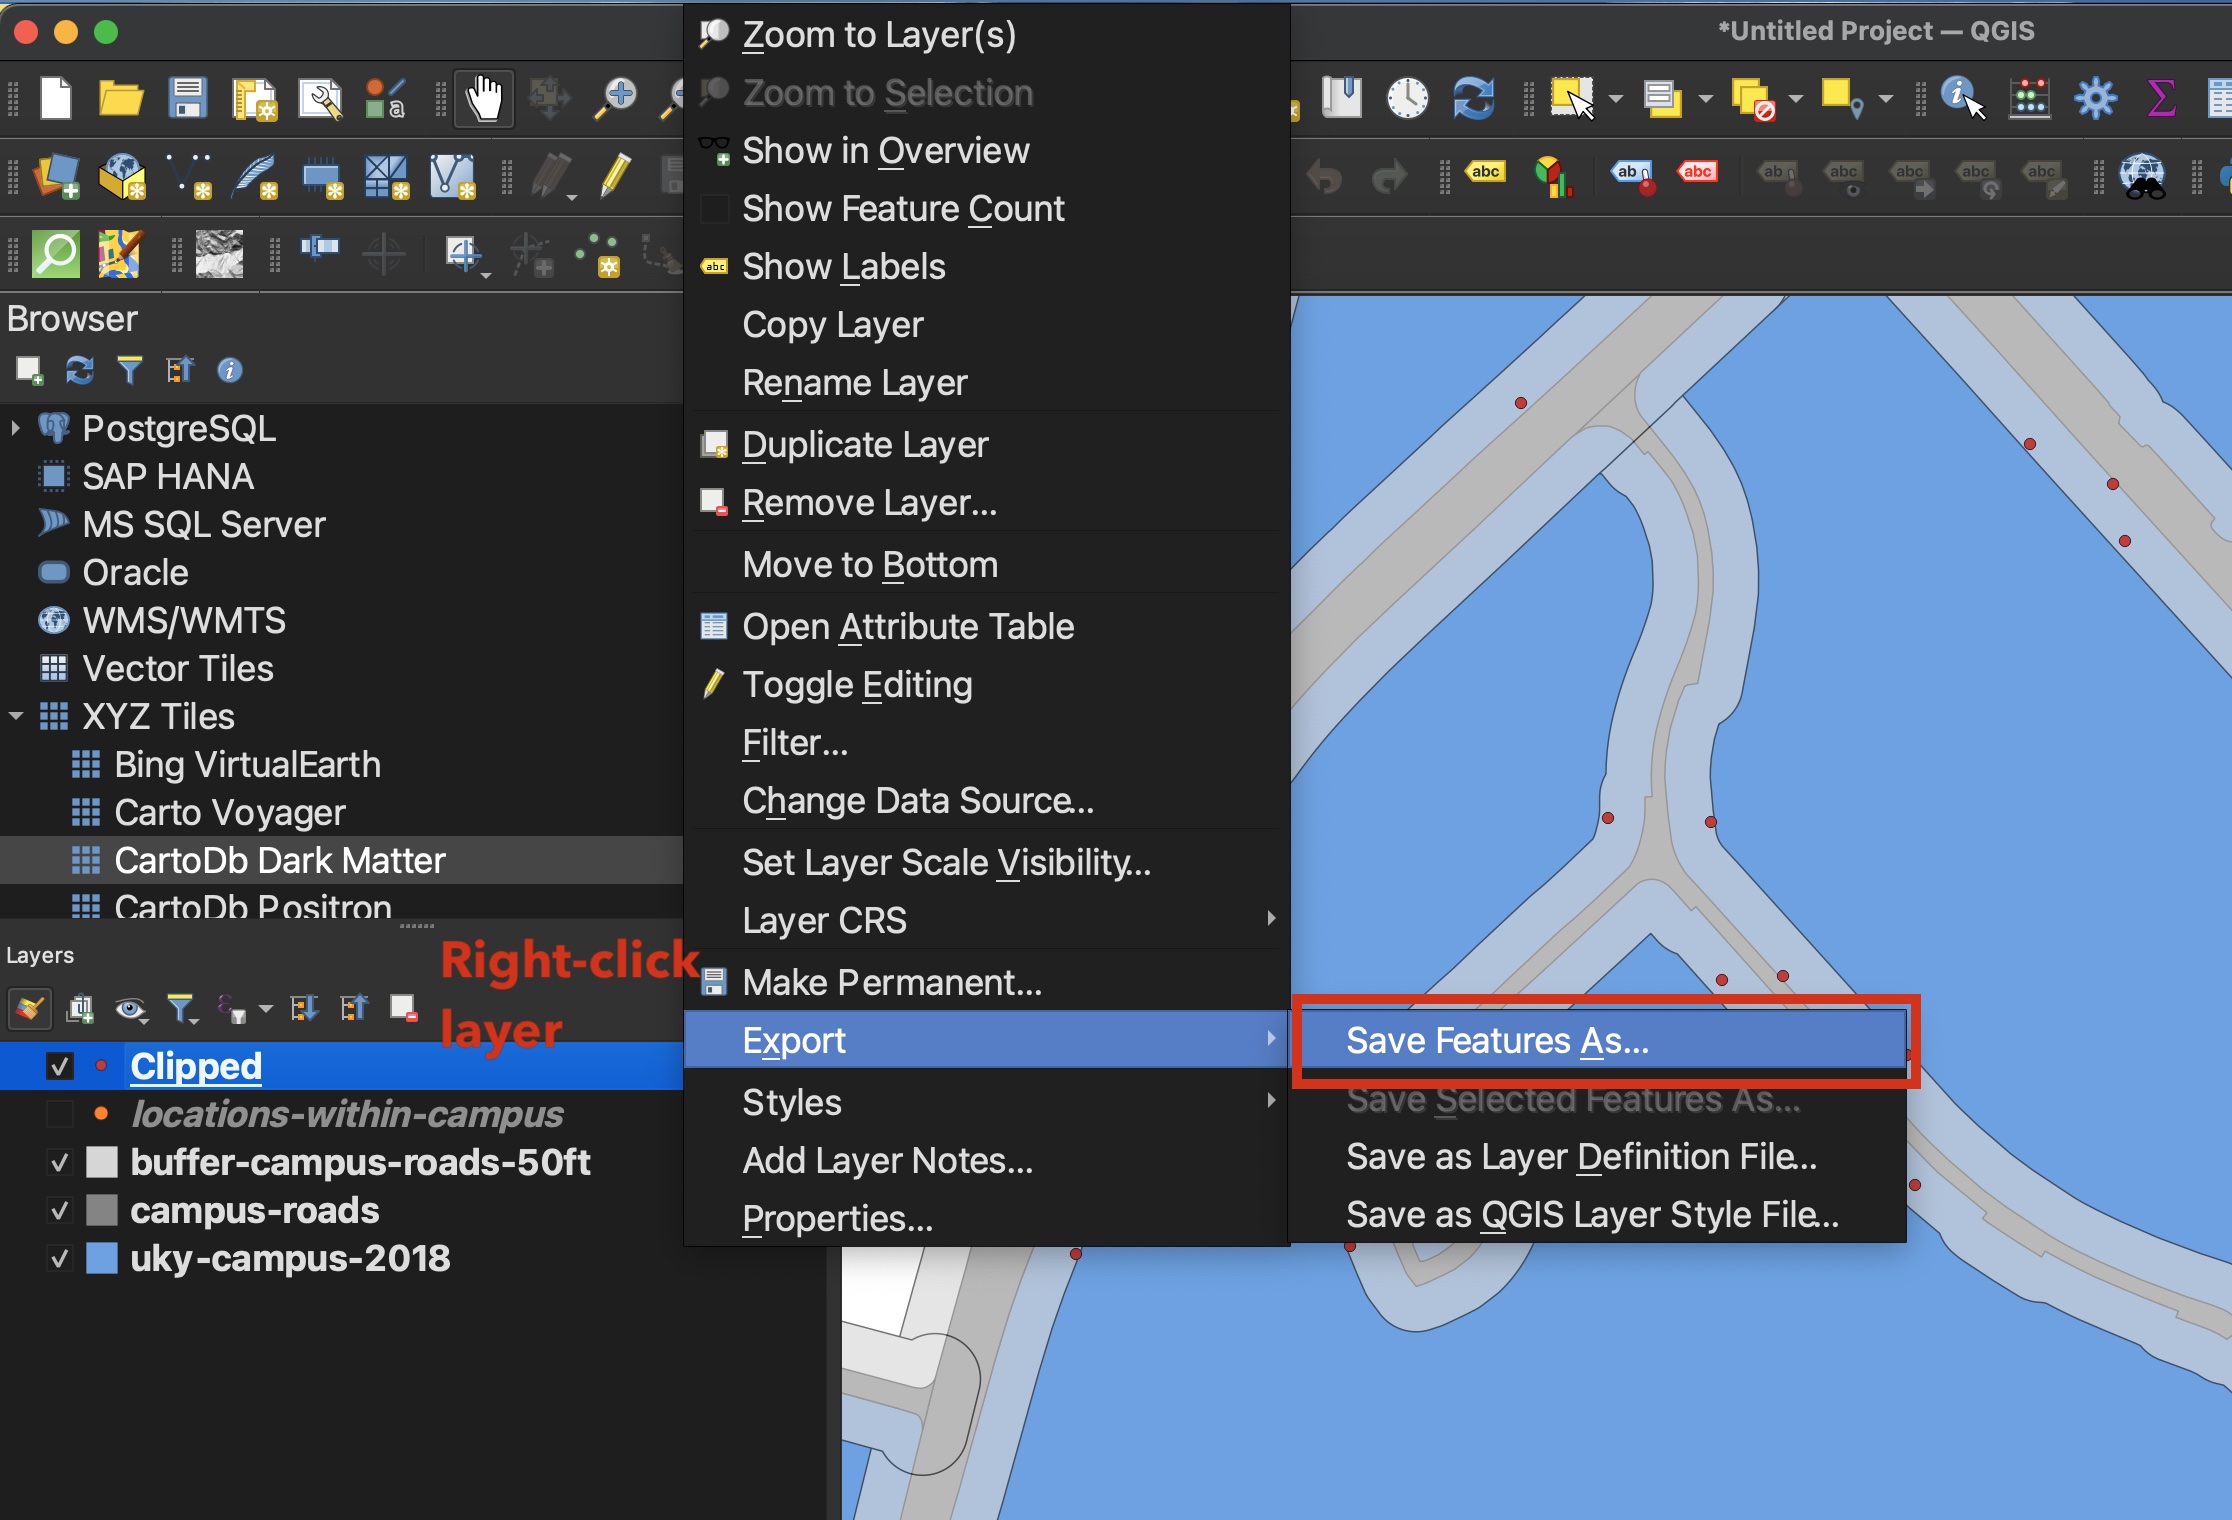 *Untitled Project — QGIS
Zoom to Layer(s)
Zoom to Selection
Show in Overview
Show Feature Count
Show Labels
Copy Layer
Rename Layer
Duplicate Layer
Remove Layer...
Move to Bottom
Open Attribute Table
Toggle Editing
Filter...
Change Data Source...
Set Layer Scale Visibility...
Layer CRS
Make Permanent...
Export
Styles
Add Layer Notes...
Properties...
Save Features As...
Save Selected Features As...
Save as Layer Definition File...
Save as QGIS Layer Style File...
a
abc
abc
ab
abc
ab
abc
abc
abc
abc
Browser
PostgreSQL
SAP HANA
MS SQL Server
Oracle
WMS/WMTS
Vector Tiles
XYZ Tiles
Bing VirtualEarth
Carto Voyager
CartoDb Dark Matter
CartoDb Positron
Layers
Right-click
layer
Clipped
locations-within-campus
buffer-campus-roads-50ft
campus-roads
uky-campus-2018